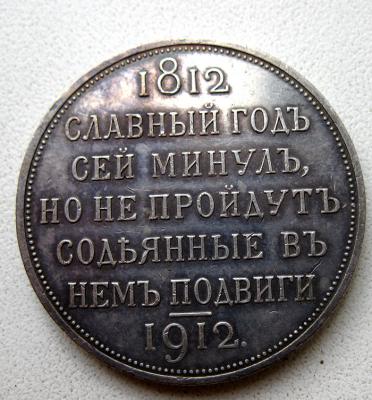 1812
СЛАВНЫЙ ГОДЪ
СЕЙ МИНУЛЪ,
НО НЕ ПРОЙДУТЪ
СОДѢЯННЫЕ ВЪ
НЕМЪ ПОДВИГИ
1912.